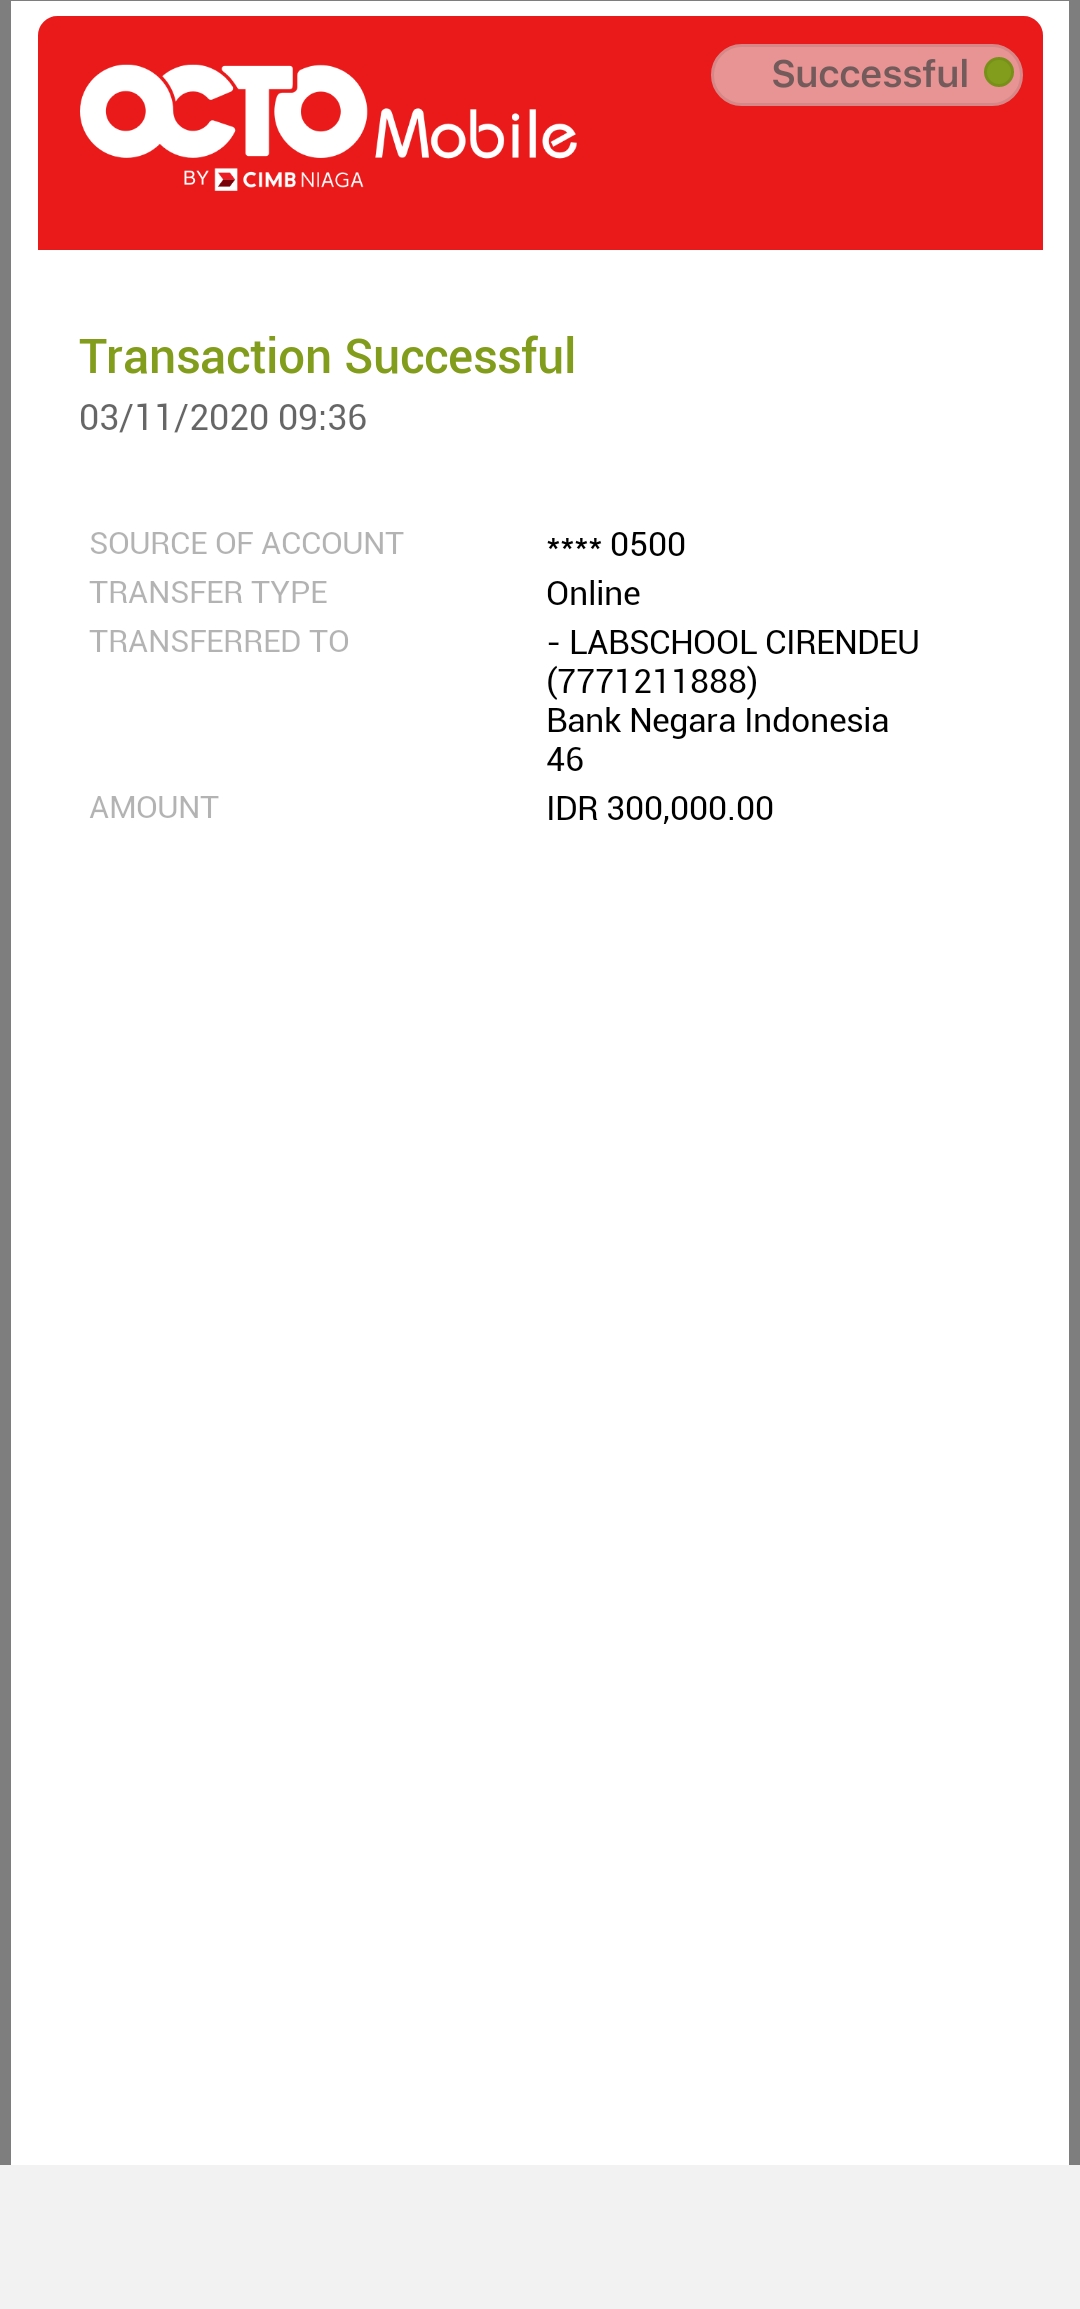 OCTO Mobile
BY CIMB NIAGA
Successful
Transaction Successful
03/11/2020 09:36
SOURCE OF ACCOUNT **** 0500
TRANSFER TYPE Online
TRANSFERRED TO - LABSCHOOL CIRENDEU
(7771211888)
Bank Negara Indonesia
46
AMOUNT IDR 300,000.00